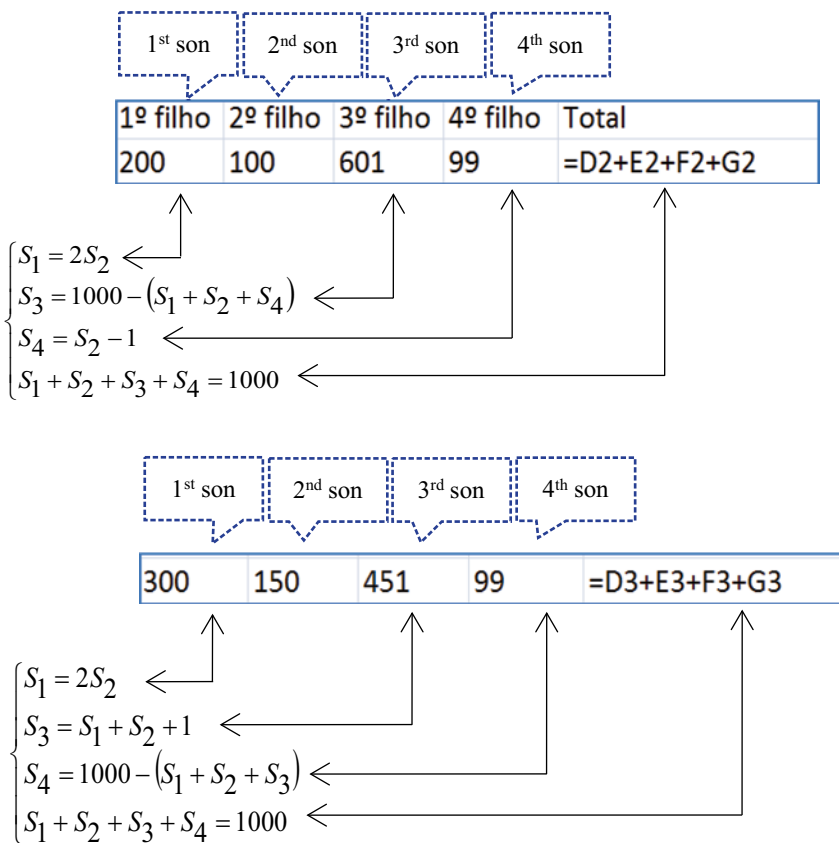 1st son 2nd son 3rd son 4th son
1º filho 2º filho 3º filho 4º filho Total
200 100 601 99 =D2+E2+F2+G2
S1 = 2S2
S3 = 1000 − (S1 + S2 + S4)
S4 = S2 − 1
S1 + S2 + S3 + S4 = 1000
1st son 2nd son 3rd son 4th son
300 150 451 99 =D3+E3+F3+G3
S1 = 2S2
S3 = S1 + S2 + 1
S4 = 1000 − (S1 + S2 + S3)
S1 + S2 + S3 + S4 = 1000